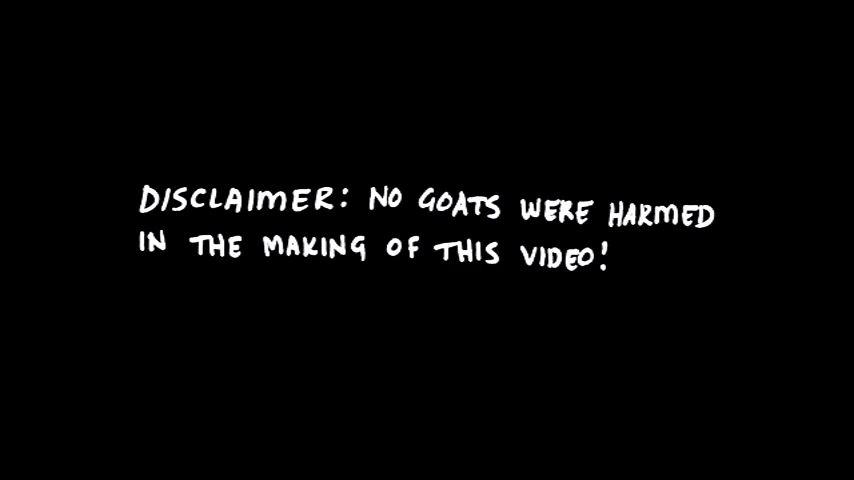 DISCLAIMER: NO GOATS WERE HARMED
IN THE MAKING OF THIS VIDEO!